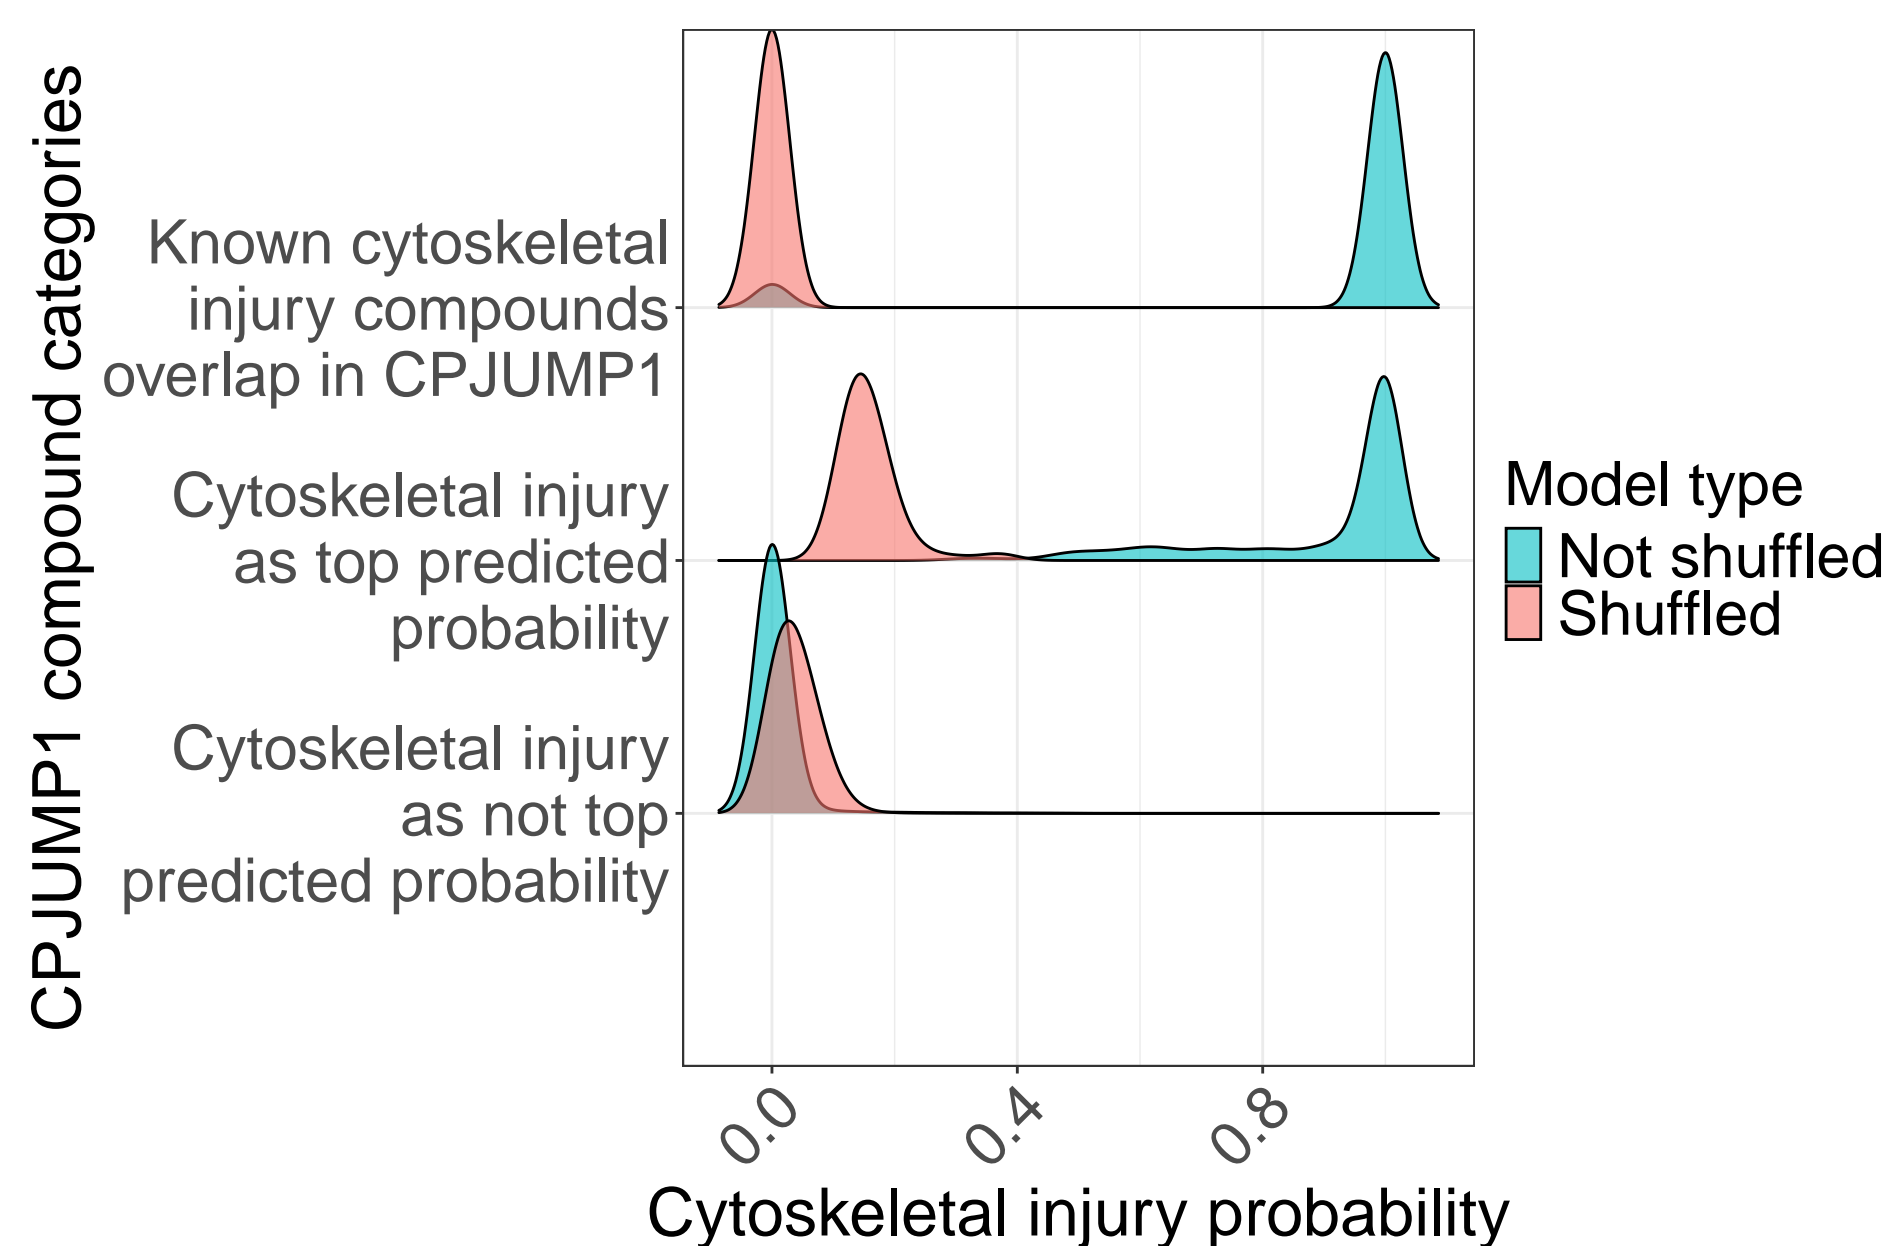 CPJUMP1 compound categories
Known cytoskeletal
injury compounds
overlap in CPJUMP1
Cytoskeletal injury
as top predicted
probability
Cytoskeletal injury
as not top
predicted probability
0.0
0.4
0.8
Cytoskeletal injury probability
Model type
Not shuffled
Shuffled